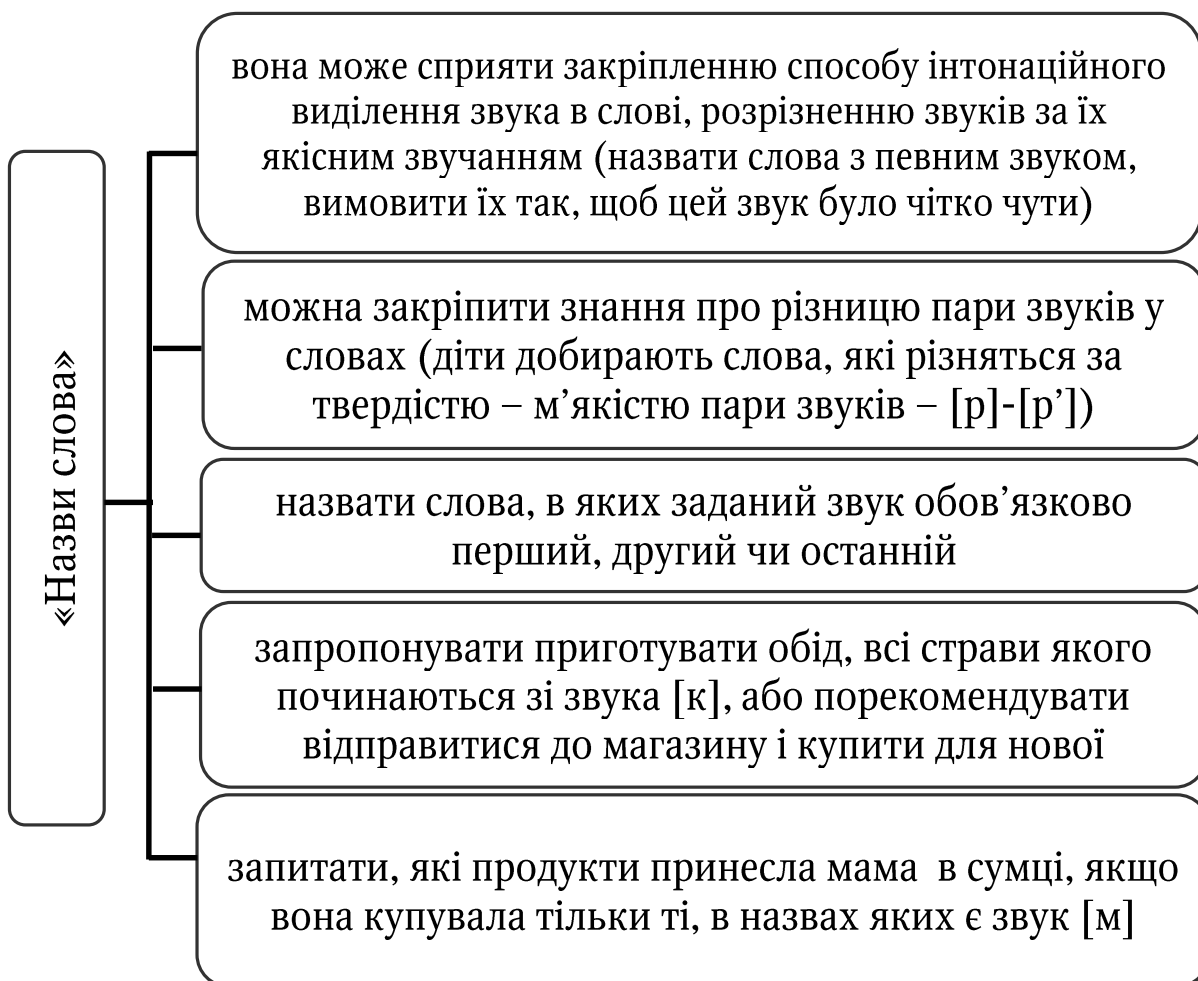 «Назви слова»
вона може сприяти закріпленню способу інтонаційного
виділення звука в слові, розрізненню звуків за їх
якісним звучанням (назвати слова з певним звуком,
вимовити їх так, щоб цей звук було чітко чути)
можна закріпити знання про різницю пари звуків у
словах (діти добирають слова, які різняться за
твердістю – м’якістю пари звуків – [р]-[р’])
назвати слова, в яких заданий звук обов’язково
перший, другий чи останній
запропонувати приготувати обід, всі страви якого
починаються зі звука [к], або порекомендувати
відправитися до магазину і купити для нової
запитати, які продукти принесла мама в сумці, якщо
вона купувала тільки ті, в назвах яких є звук [м]